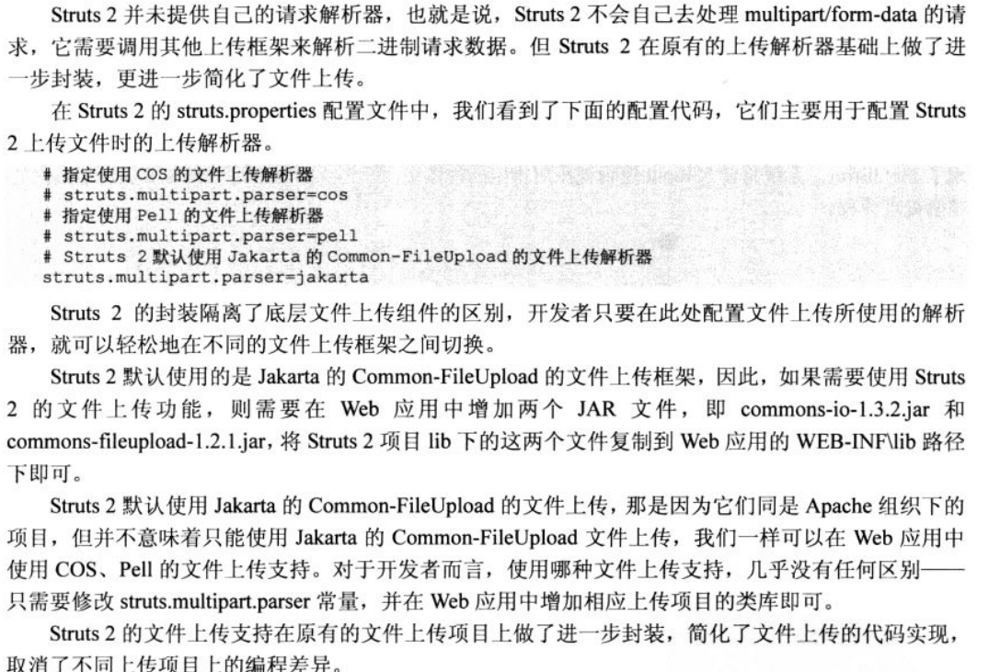 Struts 2 并未提供自己的请求解析器，也就是说，Struts 2 不会自己去处理 multipart/form-data 的请
求，它需要调用其他上传框架来解析二进制请求数据。但 Struts 2 在原有的上传解析器基础上做了进
一步封装，更进一步简化了文件上传。
在 Struts 2 的 struts.properties 配置文件中，我们看到了下面的配置代码，它们主要用于配置 Struts
2 上传文件时的上传解析器。
# 指定使用 COS 的文件上传解析器
# struts.multipart.parser=cos
# 指定使用 Pell 的文件上传解析器
# struts.multipart.parser=pell
# Struts 2 默认使用 Jakarta 的 Common-FileUpload 的文件上传解析器
struts.multipart.parser=jakarta
Struts 2 的封装隔离了底层文件上传组件的区别，开发者只要在此处配置文件上传所使用的解析
器，就可以轻松地在不同的文件上传框架之间切换。
Struts 2 默认使用的是 Jakarta 的 Common-FileUpload 的文件上传框架，因此，如果需要使用 Struts
2 的文件上传功能，则需要在 Web 应用中增加两个 JAR 文件，即 commons-io-1.3.2.jar 和
commons-fileupload-1.2.1.jar，将 Struts 2 项目 lib 下的这两个文件复制到 Web 应用的 WEB-INF\lib 路径
下即可。
Struts 2 默认使用 Jakarta 的 Common-FileUpload 的文件上传，那是因为它们同是 Apache 组织下的
项目，但并不意味着只能使用 Jakarta 的 Common-FileUpload 文件上传，我们一样可以在 Web 应用中
使用 COS、Pell 的文件上传支持。对于开发者而言，使用哪种文件上传支持，几乎没有任何区别——
只需要修改 struts.multipart.parser 常量，并在 Web 应用中增加相应上传项目的类库即可。
Struts 2 的文件上传支持在原有的文件上传项目上做了进一步封装，简化了文件上传的代码实现，
取消了不同上传项目上的编程差异。